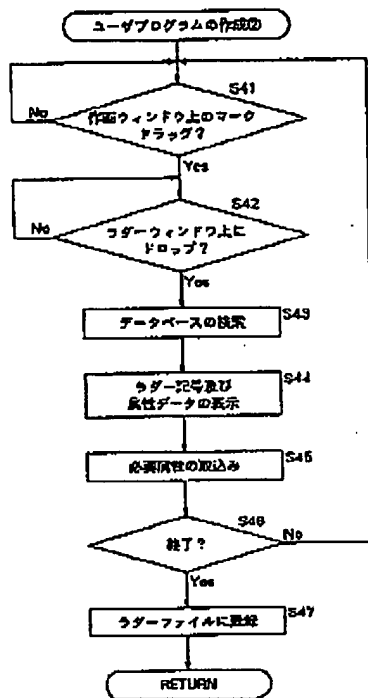 ユーザプログラムの作成(2)
S41
No
作画ウィンドウ上のマーク
ドラッグ?
Yes
S42
No
ラダーウィンドウ上に
ドロップ?
Yes
S43
データベースの検索
S44
ラダー記号及び
属性データの表示
S45
必要属性の取込み
S46
終了?
No
Yes
S47
ラダーファイルに登録
RETURN